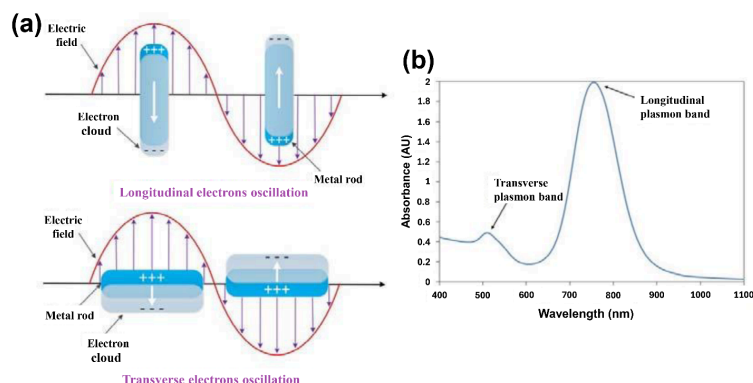 (a)
Electric
field
+++
- - -
Electron
cloud
- - -
+++
Metal rod
Longitudinal electrons oscillation
Electric
field
+++
- - -
Metal rod
Electron
cloud
- - -
+++
Transverse electrons oscillation
(b)
Absorbance (AU)
2
1.8
1.6
1.4
1.2
1
0.8
0.6
0.4
0.2
0
Longitudinal
plasmon band
Transverse
plasmon band
400 500 600 700 800 900 1000 1100
Wavelength (nm)